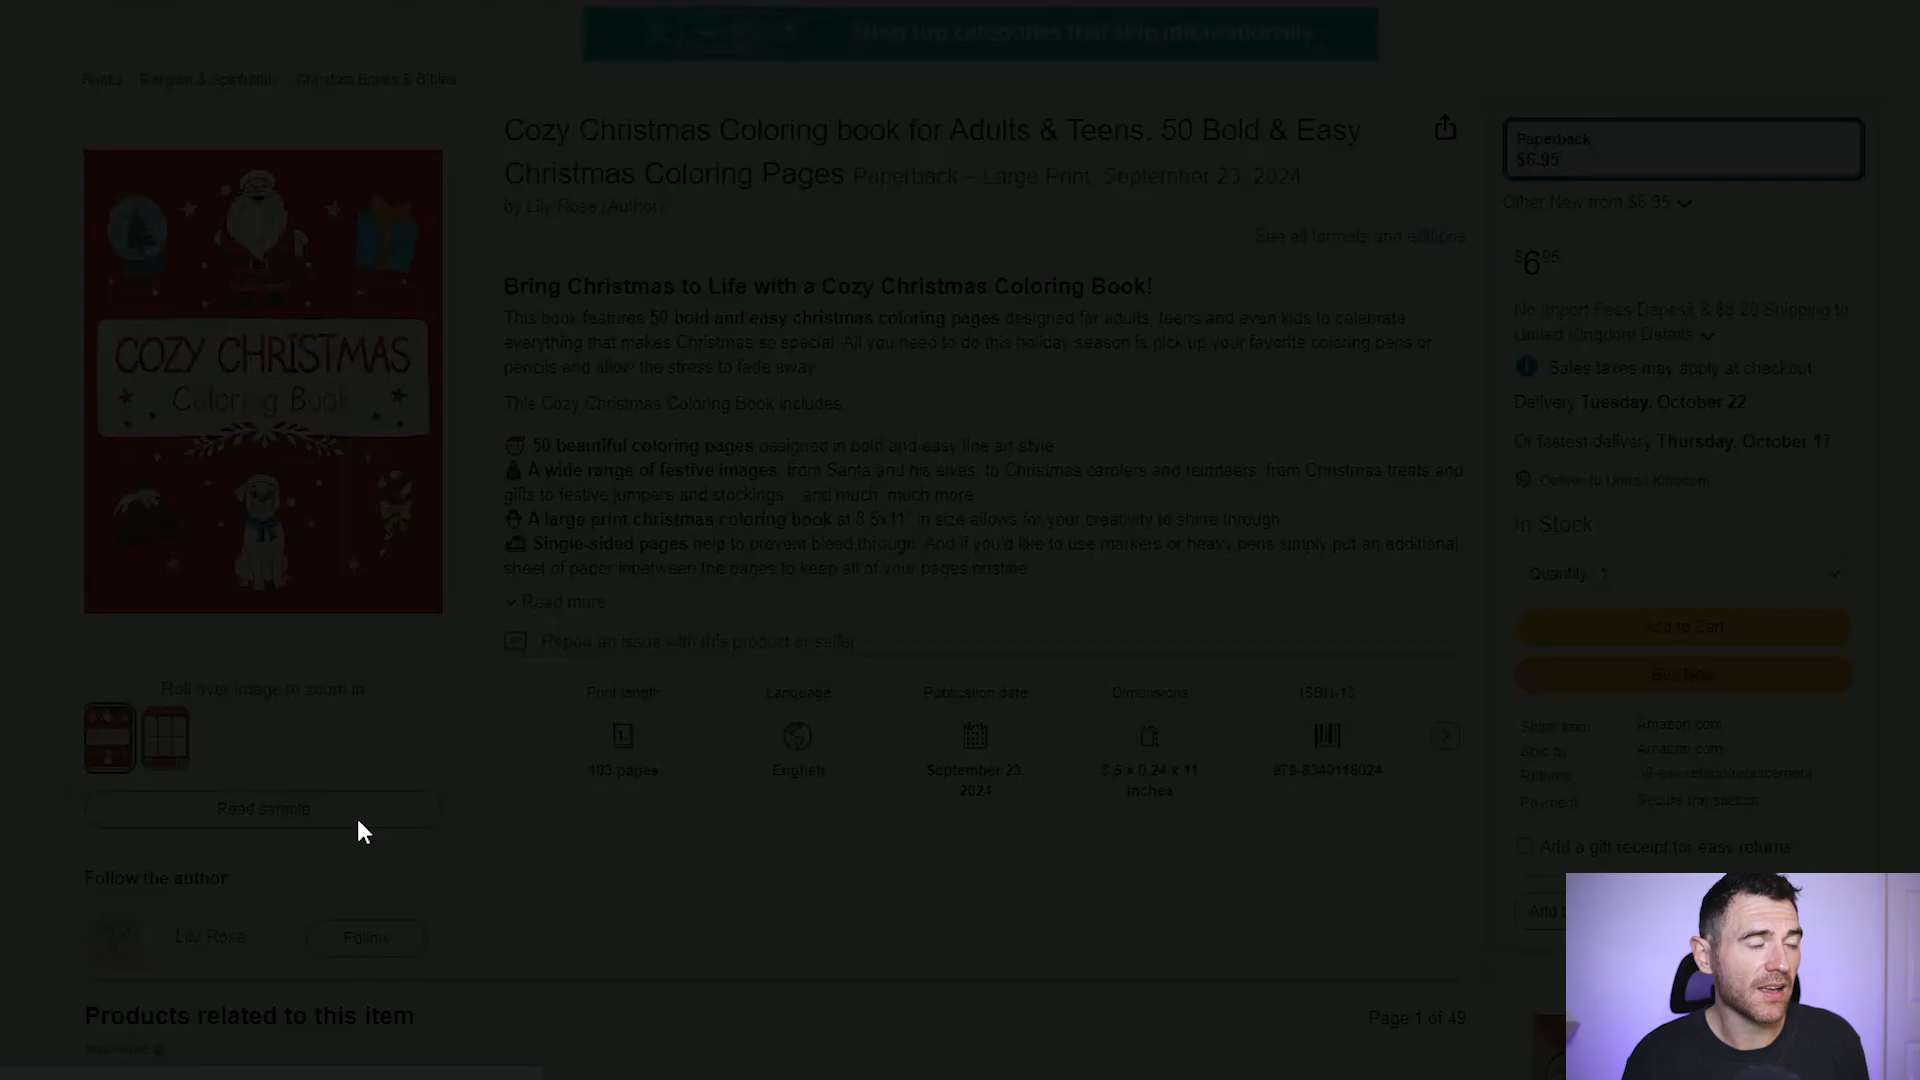 Shop top categories that ship internationally
Books Religion & Spirituality Christian Books & Bibles
Cozy Christmas Coloring book for Adults & Teens. 50 Bold & Easy
Christmas Coloring Pages Paperback – Large Print, September 23, 2024
by Lily Rose (Author)
See all formats and editions
Bring Christmas to Life with a Cozy Christmas Coloring Book!
This book features 50 bold and easy christmas coloring pages designed for adults, teens and even kids to celebrate
everything that makes Christmas so special. All you need to do this holiday season is pick up your favorite coloring pens or
pencils and allow the stress to fade away.
This Cozy Christmas Coloring Book includes:
50 beautiful coloring pages designed in bold and easy line art style
A wide range of festive images, from Santa and his elves, to Christmas carolers and reindeers, from Christmas treats and
gifts to festive jumpers and stockings... and much, much more
A large print christmas coloring book at 8.5x11" in size allows for your creativity to shine through
Single-sided pages help to prevent bleed through. And if you'd like to use markers or heavy pens simply put an additional
sheet of paper inbetween the pages to keep all of your pages pristine
Read more
Report an issue with this product or seller
COZY CHRISTMAS
Coloring Book
Roll over image to zoom in
Read sample
Print length
103 pages
Language
English
Publication date
September 23,
2024
Dimensions
8.5 x 0.24 x 11
inches
ISBN-13
Follow the author
Lily Rose
Follow
Products related to this item
Page 1 of 49
Paperback
$6.95
Other New from $6.95
$6.95
No Import Fees Deposit & $8.20 Shipping to
United Kingdom Details
Sales taxes may apply at checkout
Delivery Tuesday, October 22
Or fastest delivery Thursday, October 17
Deliver to United Kingdom
In Stock
Quantity: 1
Add to Cart
Buy Now
Ships from Amazon.com
Sold by Amazon.com
Returns
Payment Secure transaction
Add a gift receipt for easy returns
Add